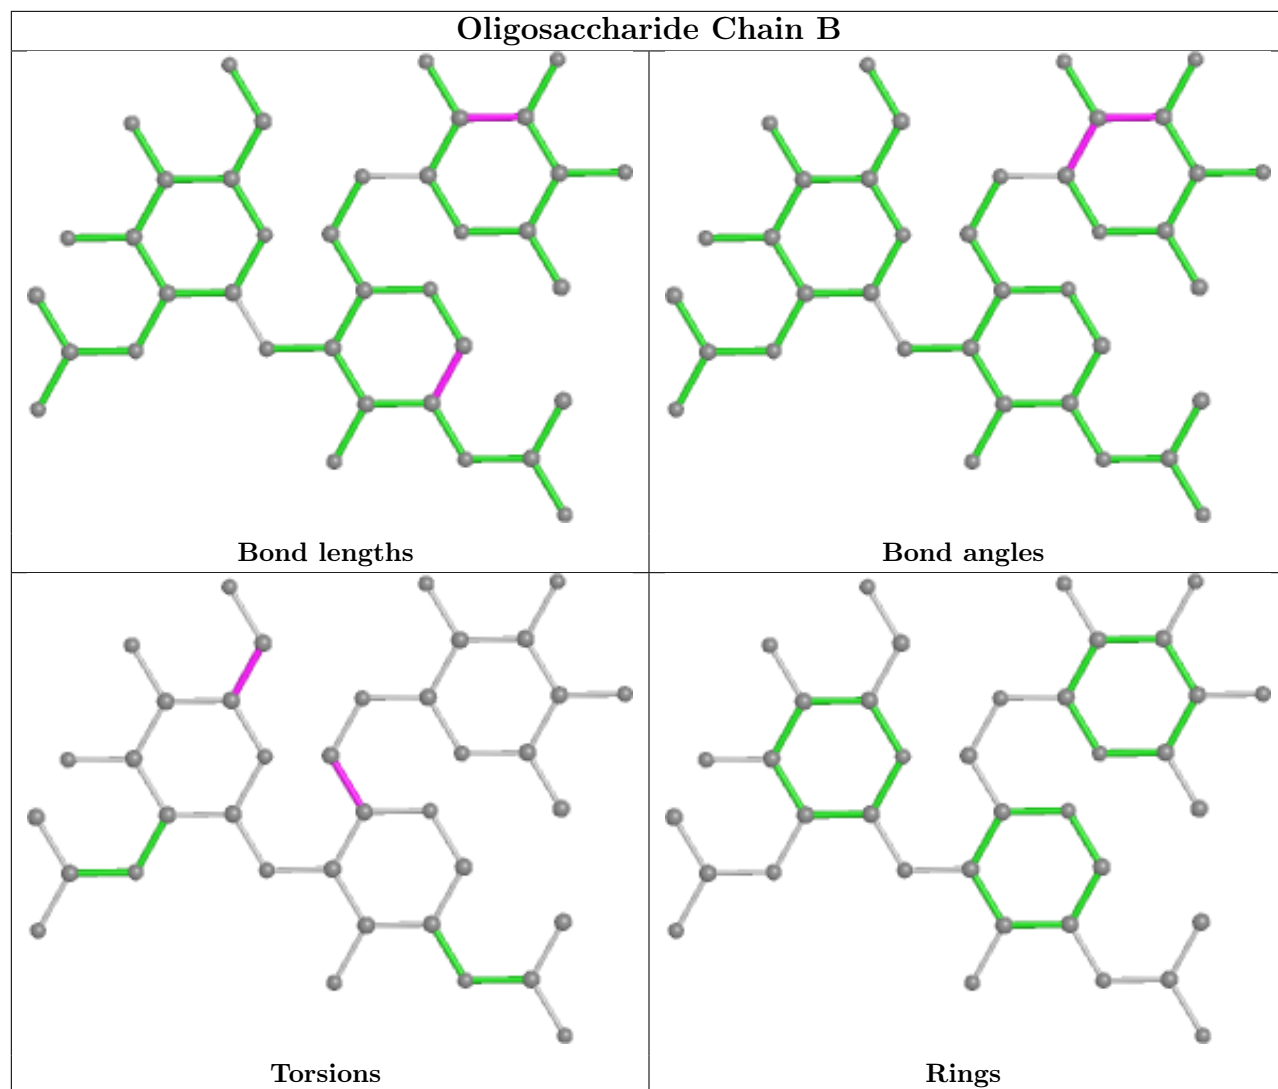 Oligosaccharide Chain B
Bond lengths
Bond angles
Torsions
Rings